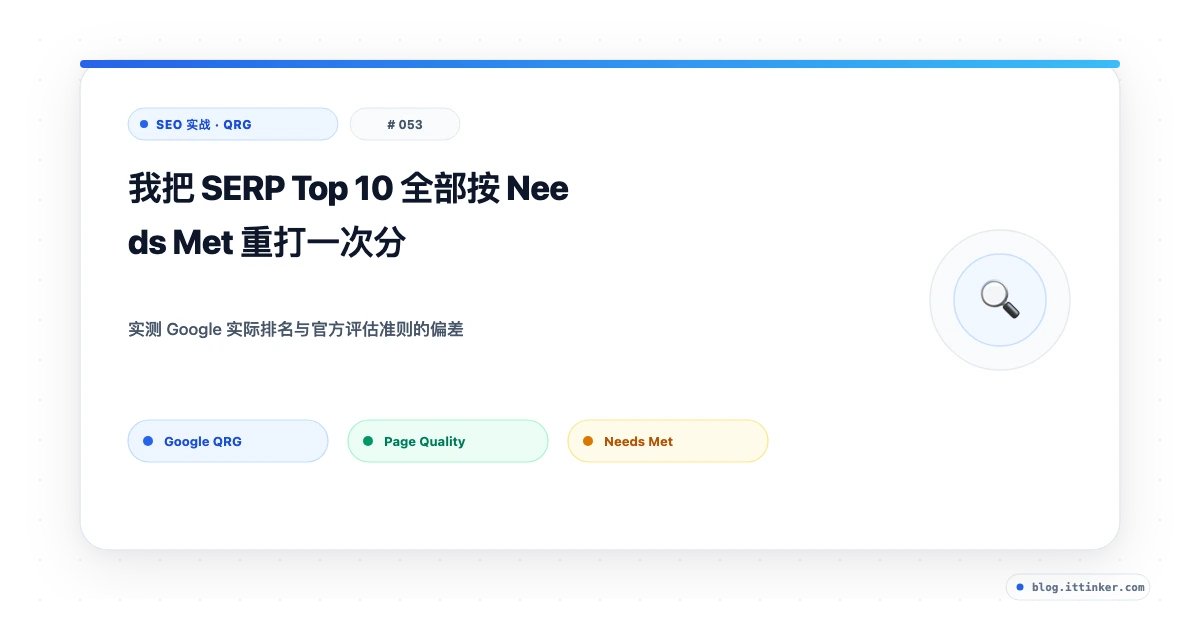 SEO 实战 · QRG
# 053
我把 SERP Top 10 全部按 Nee
ds Met 重打一次分
实测 Google 实际排名与官方评估准则的偏差
Google QRG
Page Quality
Needs Met
blog.ittinker.com